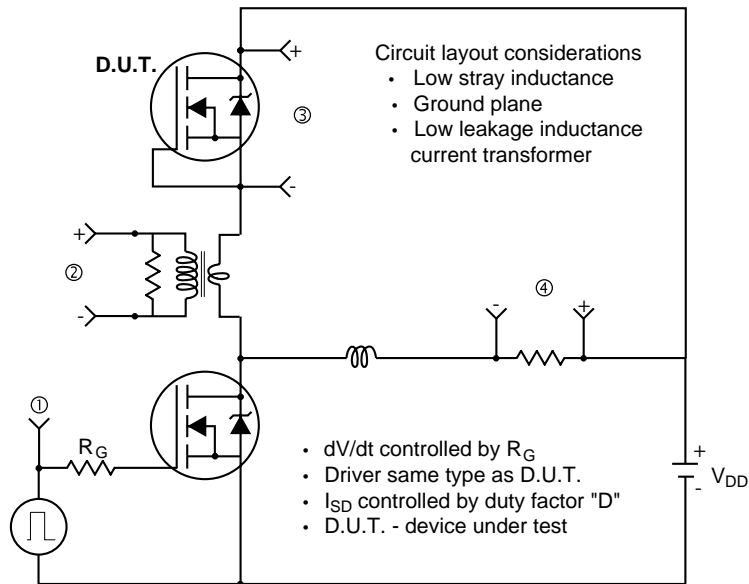 D.U.T.
+
③
-
Circuit layout considerations
• Low stray inductance
• Ground plane
• Low leakage inductance
current transformer
+
②
-
④
- +
①
R_G
• dV/dt controlled by R_G
• Driver same type as D.U.T.
• I_SD controlled by duty factor "D"
• D.U.T. - device under test
+
V_DD
-